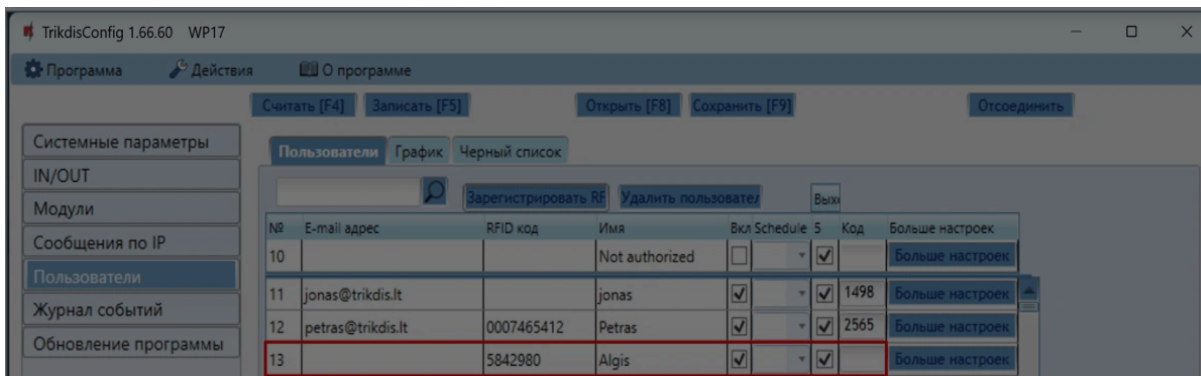 TrikdisConfig 1.66.60 WP17
Программа Действия О программе
Считать [F4] Записать [F5] Открыть [F8] Сохранить [F9] Отсоединить
Системные параметры
IN/OUT
Модули
Сообщения по IP
Пользователи
Журнал событий
Обновление программы
Пользователи График Черный список
Зарегистрировать RF Удалить пользовател Выхо
№ E-mail адрес RFID код Имя Вкл Schedule 5 Код Больше настроек
10 Not authorized Больше настроек
11 jonas@trikdis.lt jonas 1498 Больше настроек
12 petras@trikdis.lt 0007465412 Petras 2565 Больше настроек
13 5842980 Algis Больше настроек